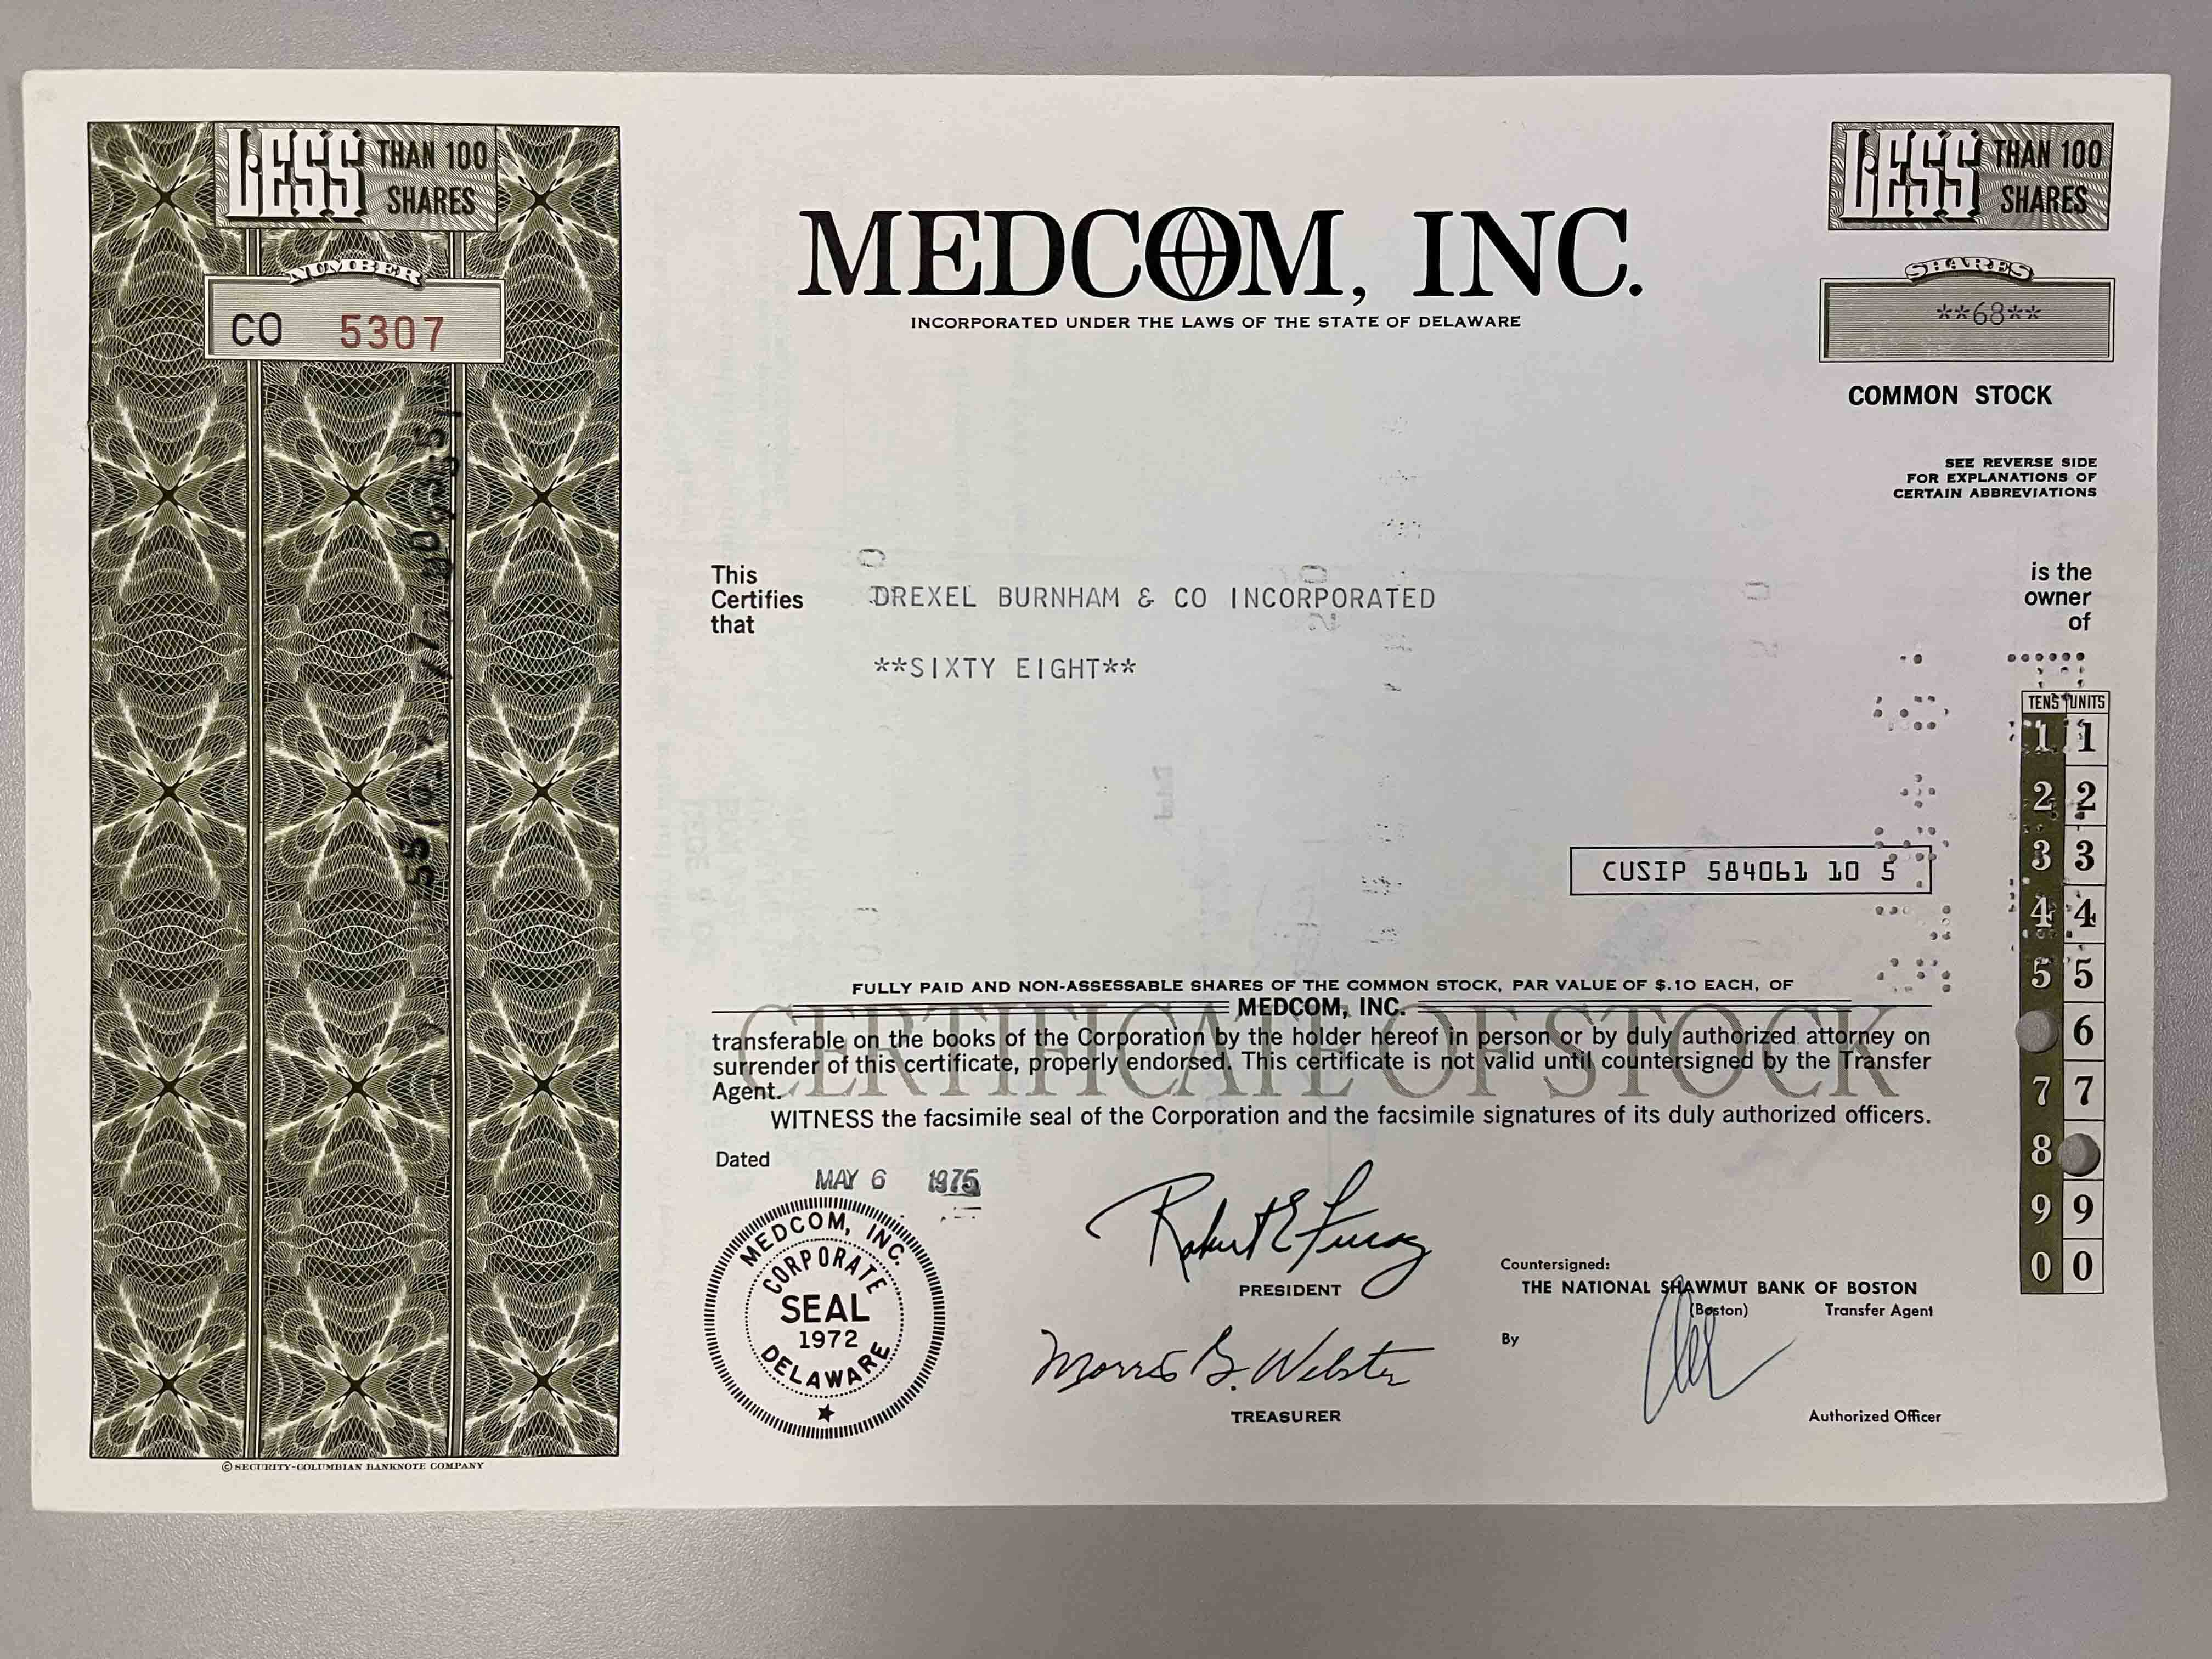 LESS THAN 100 SHARES
LESS THAN 100 SHARES
NUMBER
CO 5307
MEDCOM, INC.
INCORPORATED UNDER THE LAWS OF THE STATE OF DELAWARE
SHARES
**68**
COMMON STOCK
SEE REVERSE SIDE
FOR EXPLANATIONS OF
CERTAIN ABBREVIATIONS
This
Certifies
that
DREXEL BURNHAM & CO INCORPORATED
**SIXTY EIGHT**
is the
owner
of
TENS UNITS
1 1
2 2
3 3
4 4
5 5
6
7 7
8
9 9
0 0
CUSIP 584061 10 5
FULLY PAID AND NON-ASSESSABLE SHARES OF THE COMMON STOCK, PAR VALUE OF $.10 EACH, OF
MEDCOM, INC.
CERTIFICATE OF STOCK
transferable on the books of the Corporation by the holder hereof in person or by duly authorized attorney on
surrender of this certificate, properly endorsed. This certificate is not valid until countersigned by the Transfer
Agent.
WITNESS the facsimile seal of the Corporation and the facsimile signatures of its duly authorized officers.
Dated
MAY 6 1975
MEDCOM, INC.
CORPORATE
SEAL
1972
DELAWARE
Robert E
PRESIDENT
Morris G. Webster
TREASURER
Countersigned:
THE NATIONAL SHAWMUT BANK OF BOSTON
(Boston) Transfer Agent
By
Authorized Officer
© SECURITY-COLUMBIAN BANKNOTE COMPANY